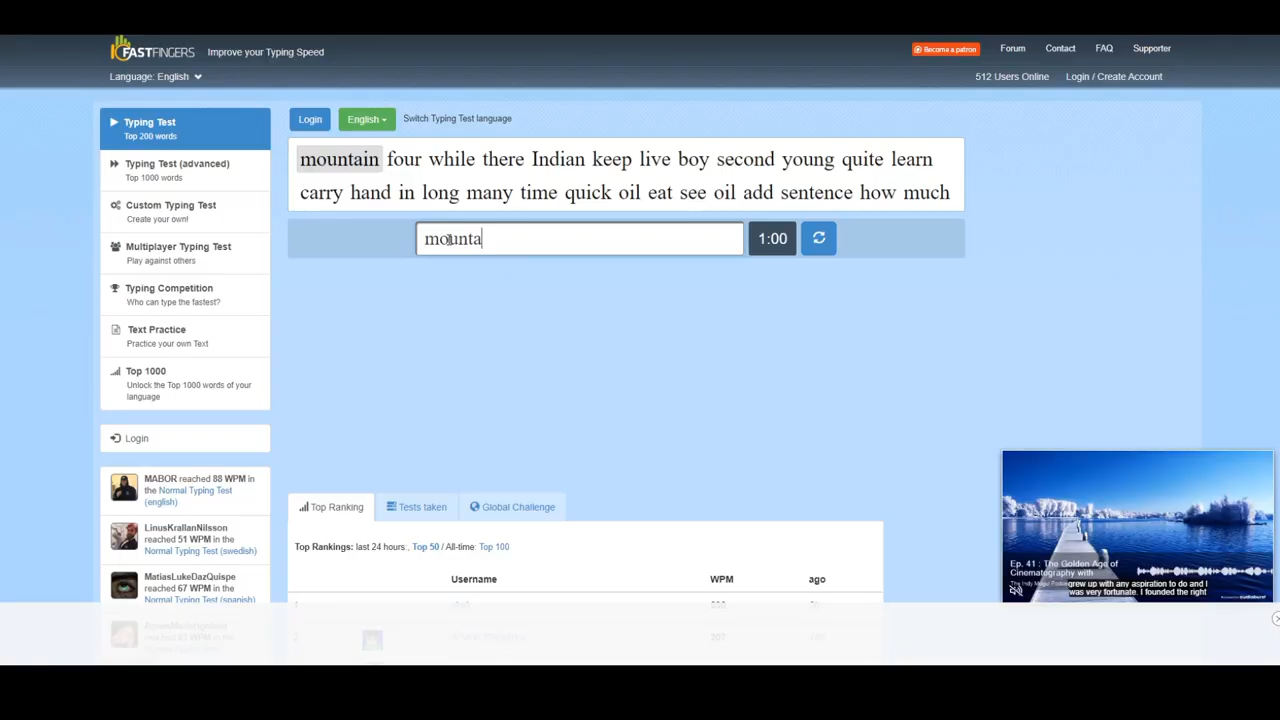 FASTFINGERS Improve your Typing Speed
Become a patron Forum Contact FAQ Supporter
Language: English
512 Users Online Login / Create Account
Typing Test
Top 200 words
Typing Test (advanced)
Top 1000 words
Custom Typing Test
Create your own!
Multiplayer Typing Test
Play against others
Typing Competition
Who can type the fastest?
Text Practice
Practice your own Text
Top 1000
Unlock the Top 1000 words of your
language
Login
MABOR reached 88 WPM in
the Normal Typing Test
(english)
LinusKrallanNilsson
reached 51 WPM in the
Normal Typing Test (swedish)
MatiasLukeDazQuispe
reached 67 WPM in the
Normal Typing Test (spanish)
Login English Switch Typing Test language
mountain four while there Indian keep live boy second young quite learn
carry hand in long many time quick oil eat see oil add sentence how much
mounta 1:00
Top Ranking Tests taken Global Challenge
Top Rankings: last 24 hours , Top 50 / All-time: Top 100
Username WPM ago
207
Ep. 41 : The Golden Age of
Cinematography with
grew up with any aspiration to do and I
was very fortunate. I founded the right